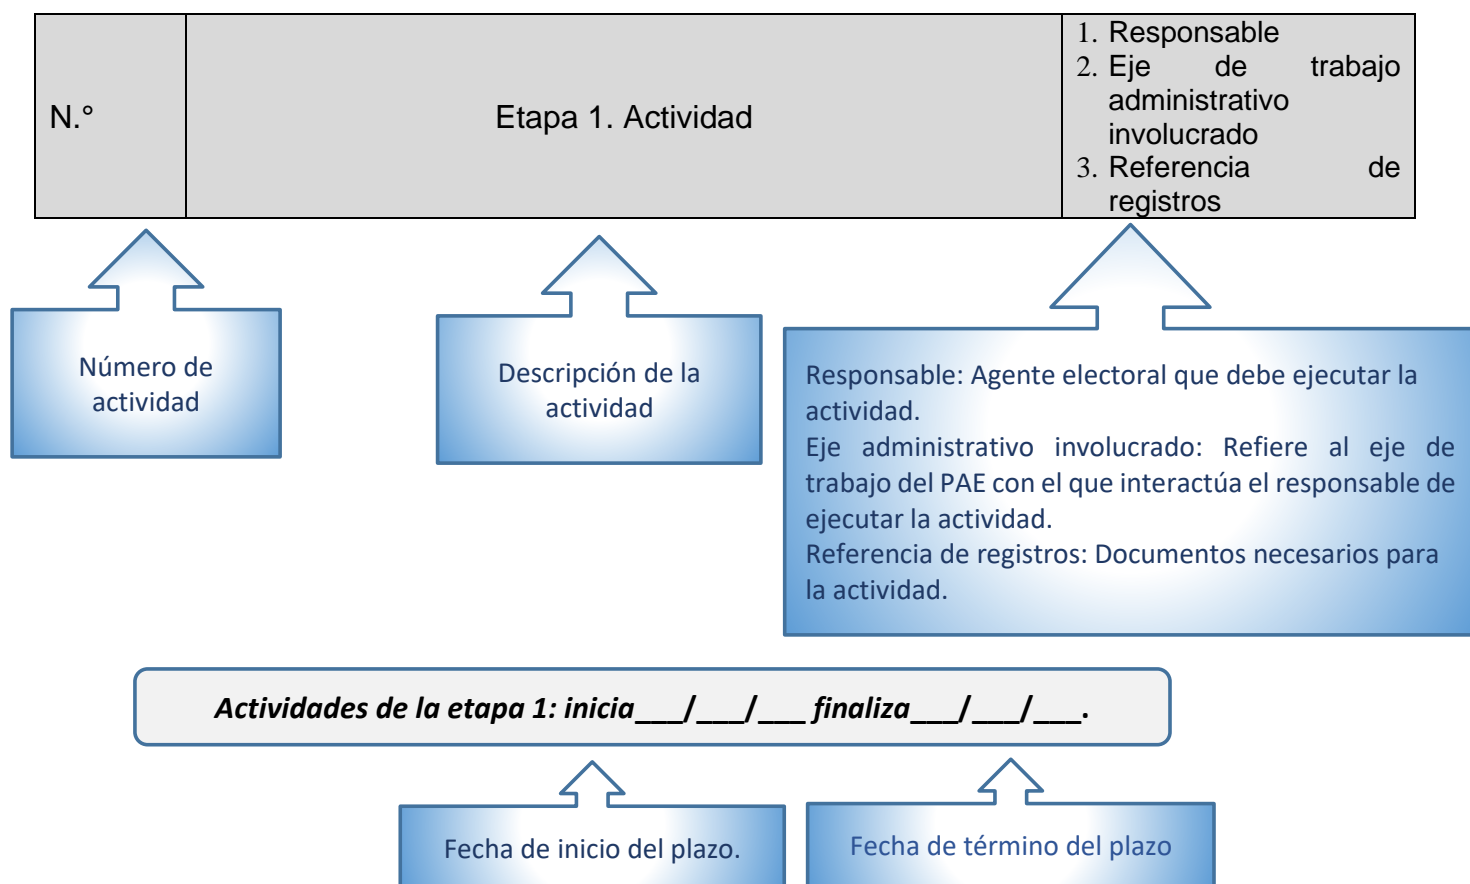 N.°
Etapa 1. Actividad
1. Responsable
2. Eje de trabajo
administrativo
involucrado
3. Referencia de
registros
Número de
actividad
Descripción de la
actividad
Responsable: Agente electoral que debe ejecutar la
actividad.
Eje administrativo involucrado: Refiere al eje de
trabajo del PAE con el que interactúa el responsable de
ejecutar la actividad.
Referencia de registros: Documentos necesarios para
la actividad.
Actividades de la etapa 1: inicia___/___/___ finaliza___/___/___.
Fecha de inicio del plazo.
Fecha de término del plazo